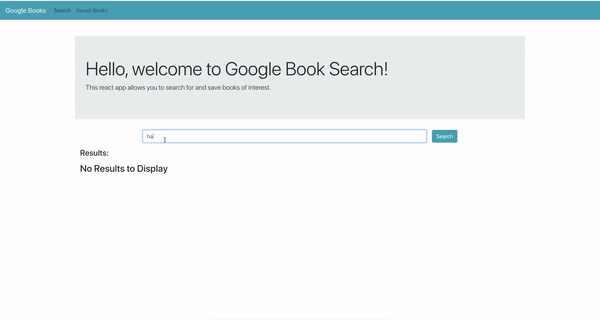 Google Books Search Saved Books
Hello, welcome to Google Book Search!
This react app allows you to search for and save books of interest.
ha Search
Results:
No Results to Display